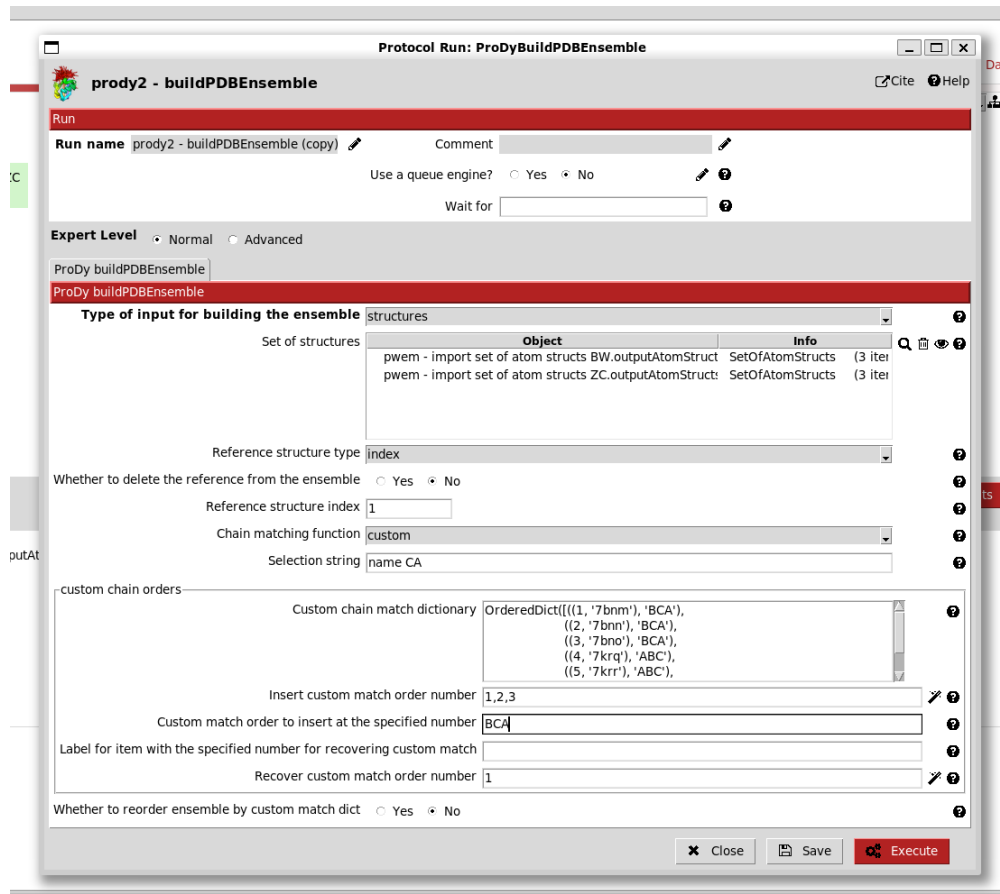 Protocol Run: ProDyBuildPDBEnsemble
Da
prody2 - buildPDBEnsemble
Cite Help
Run
Run name prody2 - buildPDBEnsemble (copy) Comment
Use a queue engine? Yes No
Wait for
Expert Level Normal Advanced
ProDy buildPDBEnsemble
ProDy buildPDBEnsemble
Type of input for building the ensemble structures
Set of structures Object Info
pwem - import set of atom structs BW.outputAtomStruct SetOfAtomStructs (3 iter
pwem - import set of atom structs ZC.outputAtomStructs SetOfAtomStructs (3 iter
Reference structure type index
Whether to delete the reference from the ensemble Yes No
ts
Reference structure index 1
Chain matching function custom
putAt
Selection string name CA
custom chain orders
Custom chain match dictionary OrderedDict([((1, '7bnm'), 'BCA'),
((2, '7bnn'), 'BCA'),
((3, '7bno'), 'BCA'),
((4, '7krq'), 'ABC'),
((5, '7krr'), 'ABC'),
Insert custom match order number 1,2,3
Custom match order to insert at the specified number BCA
Label for item with the specified number for recovering custom match
Recover custom match order number 1
Whether to reorder ensemble by custom match dict Yes No
Close Save Execute